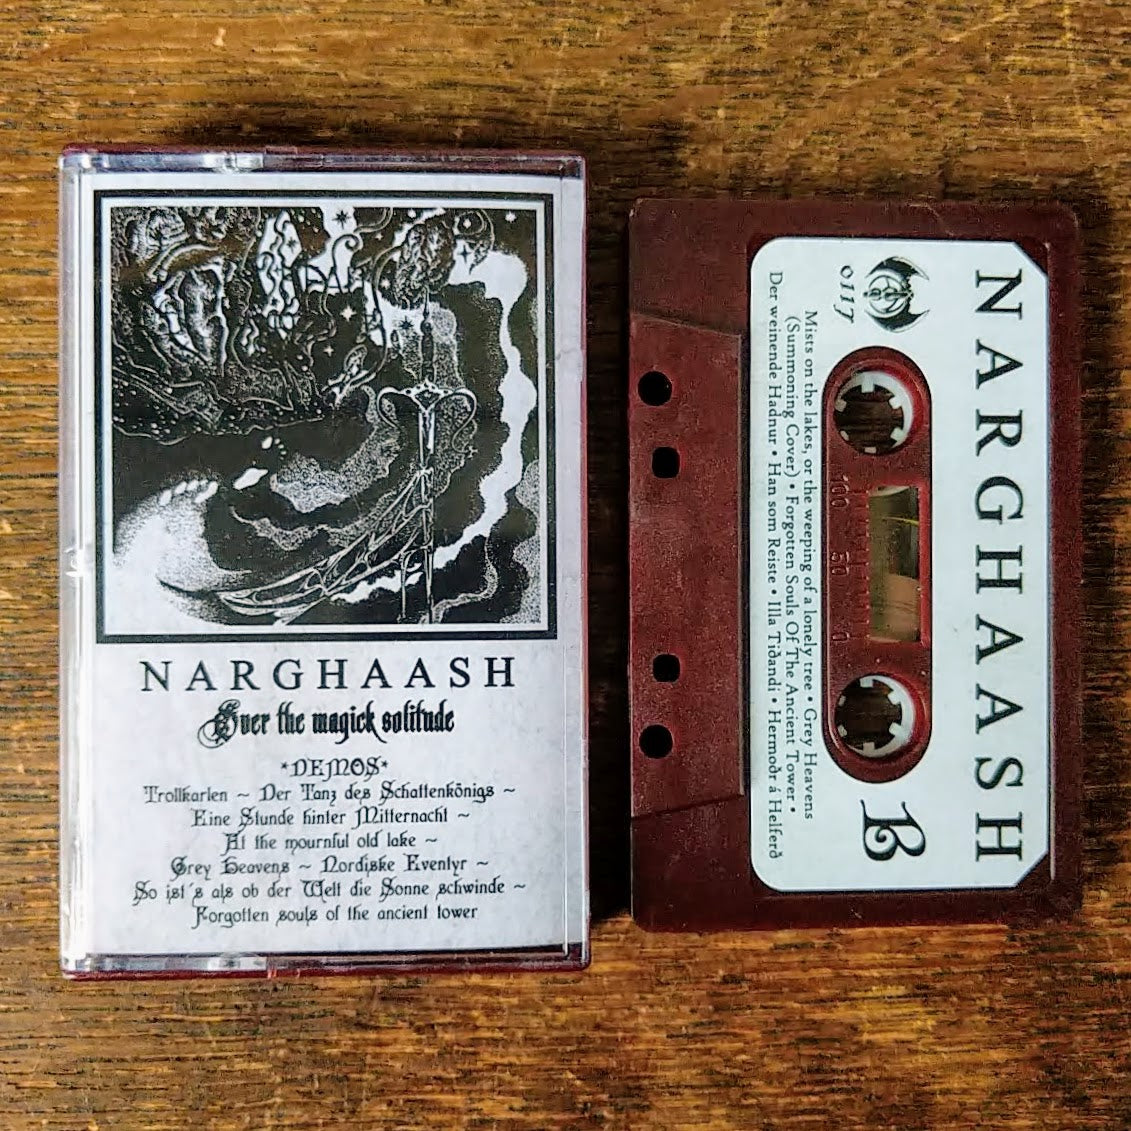 NARGHAASH
Over the magick solitude
*DEMOS*
Trollkarlen ~ Der Tanz des Schattenkönigs ~
Eine Stunde hinter Mitternacht ~
At the mournful old lake ~
Grey Heavens ~ Nordiske Eventyr ~
So ist´s als ob der Welt die Sonne schwinde ~
Forgotten souls of the ancient tower
NARGHAASH
0117
B
Mists on the lakes, or the weeping of a lonely tree • Grey Heavens
(Summoning Cover) • Forgotten Souls Of The Ancient Tower •
Der weinende Hadnur • Han som Reiste • Illa Tiðandi • Hermoðr á Helferð
100 50 0